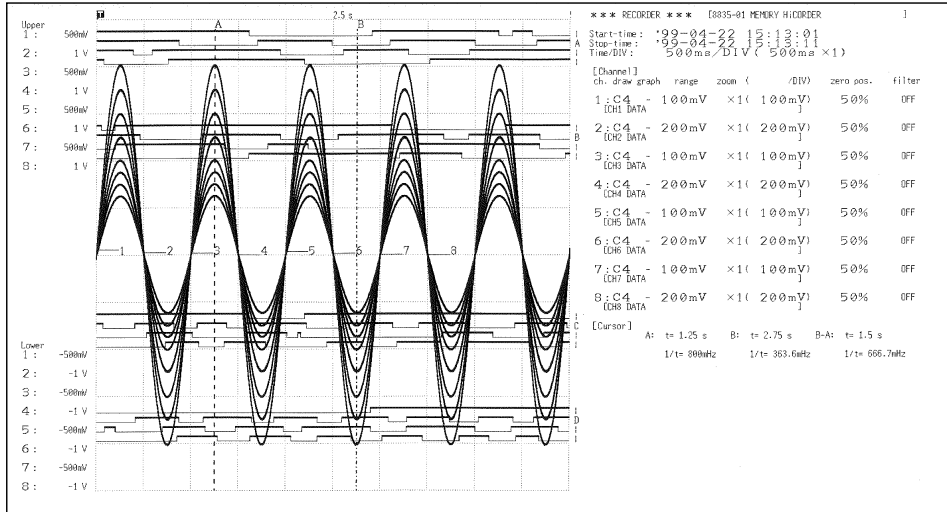 2.5 s
T
A
B
Upper
1 : 500mV
2 : 1 V
3 : 500mV
4 : 1 V
5 : 500mV
6 : 1 V
7 : 500mV
8 : 1 V
A
B
1 2 3 4 5 6 7 8
C
D
Lower
1 : -500mV
2 : -1 V
3 : -500mV
4 : -1 V
5 : -500mV
6 : -1 V
7 : -500mV
8 : -1 V
*** RECORDER *** [8835-01 MEMORY HiCORDER ]
Start-time: '99-04-22 15:13:01
Stop-time: '99-04-22 15:13:11
Time/DIV: 500ms/DIV( 500ms ×1)
[Channel]
ch. draw graph range zoom ( /DIV) zero pos. filter
1:C4 - 100mV ×1( 100mV) 50% OFF
[CH1 DATA ]
2:C4 - 200mV ×1( 200mV) 50% OFF
[CH2 DATA ]
3:C4 - 100mV ×1( 100mV) 50% OFF
[CH3 DATA ]
4:C4 - 200mV ×1( 200mV) 50% OFF
[CH4 DATA ]
5:C4 - 100mV ×1( 100mV) 50% OFF
[CH5 DATA ]
6:C4 - 200mV ×1( 200mV) 50% OFF
[CH6 DATA ]
7:C4 - 100mV ×1( 100mV) 50% OFF
[CH7 DATA ]
8:C4 - 200mV ×1( 200mV) 50% OFF
[CH8 DATA ]
[Cursor]
A: t= 1.25 s B: t= 2.75 s B-A: t= 1.5 s
1/t= 800mHz 1/t= 363.6mHz 1/t= 666.7mHz